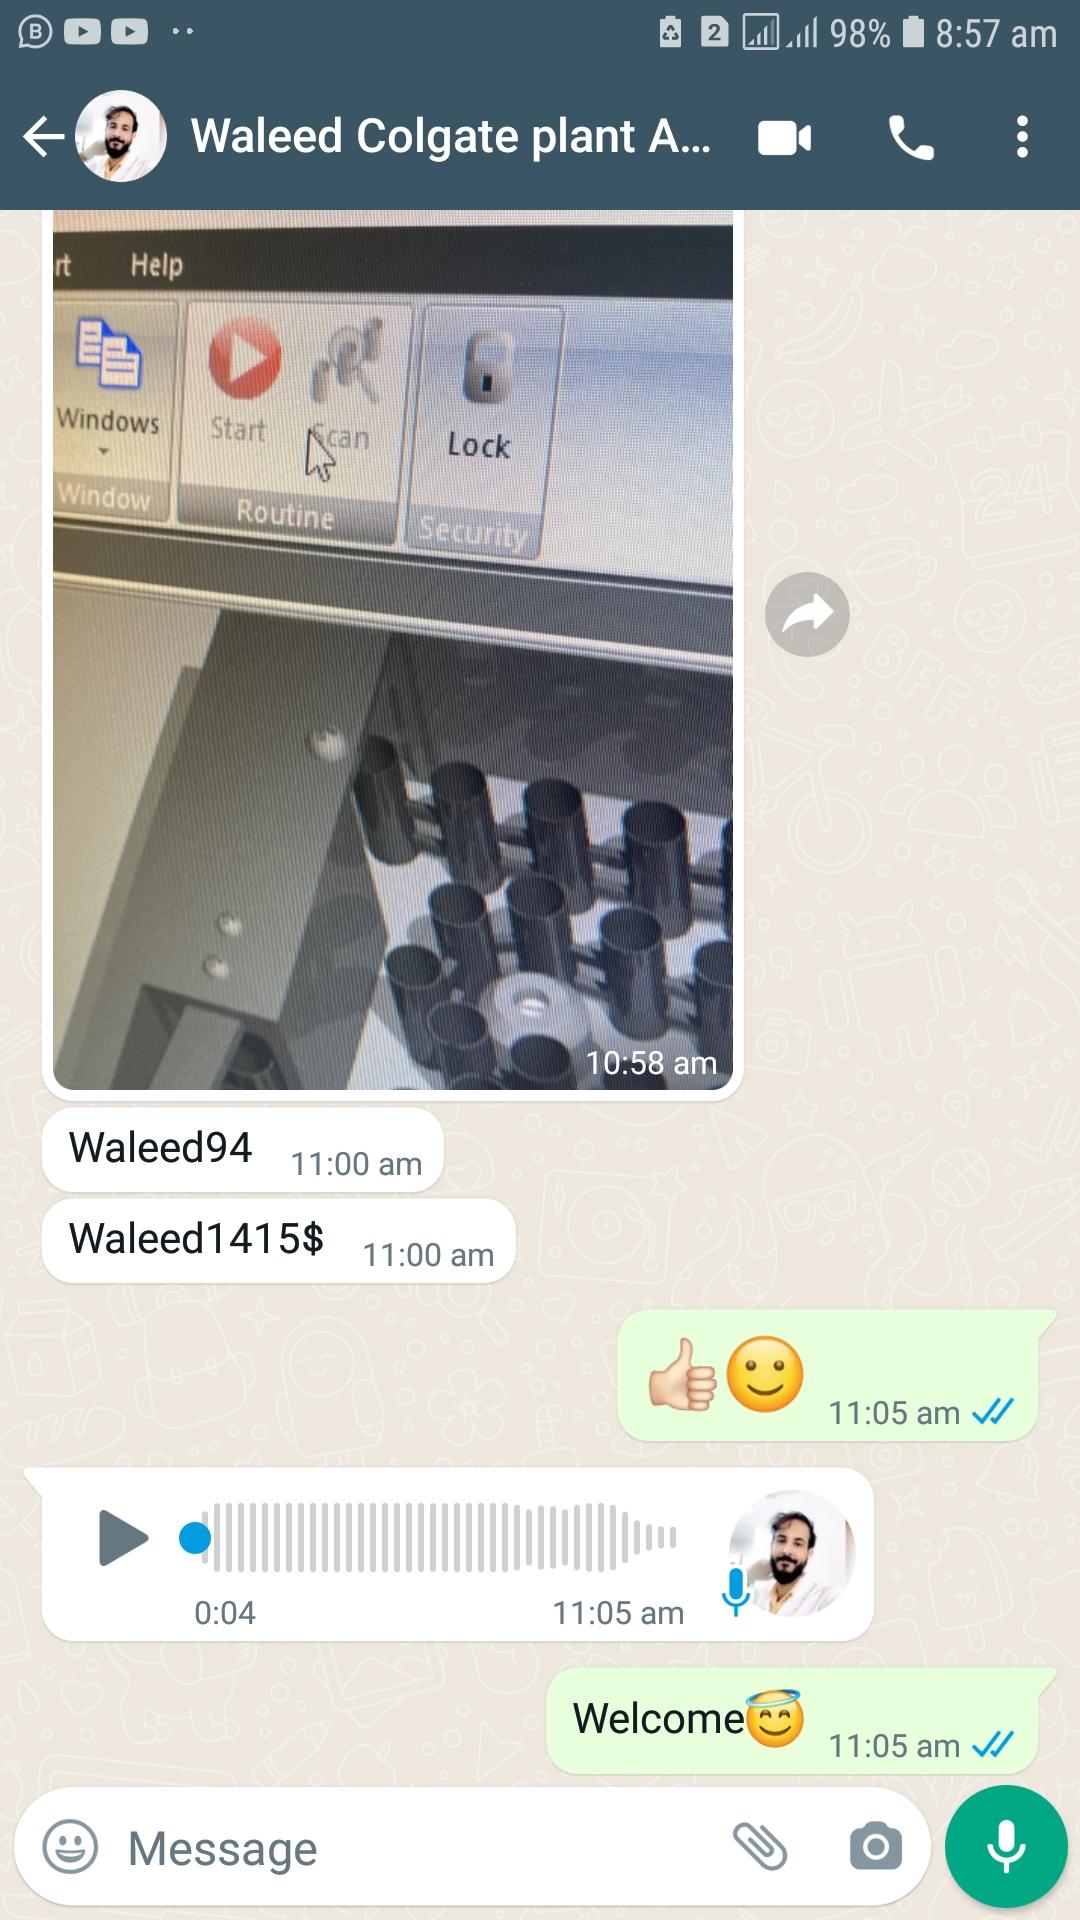 98% 8:57 am
Waleed Colgate plant A...
Help
Windows
Start
Scan
Lock
Window
Routine
Security
10:58 am
Waleed94 11:00 am
Waleed1415$ 11:00 am
11:05 am
0:04 11:05 am
Welcome 11:05 am
Message